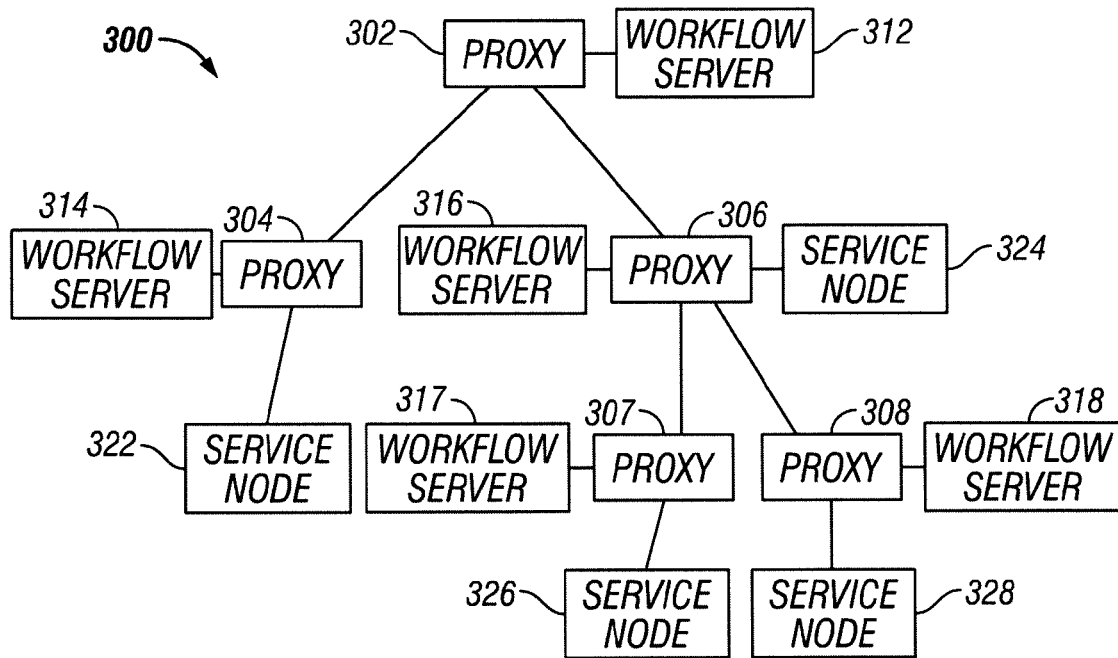 300
302
PROXY
WORKFLOW
SERVER
312
314
WORKFLOW
SERVER
304
PROXY
316
WORKFLOW
SERVER
306
PROXY
SERVICE
NODE
324
322
SERVICE
NODE
317
WORKFLOW
SERVER
307
PROXY
308
PROXY
318
WORKFLOW
SERVER
326
SERVICE
NODE
SERVICE
NODE
328